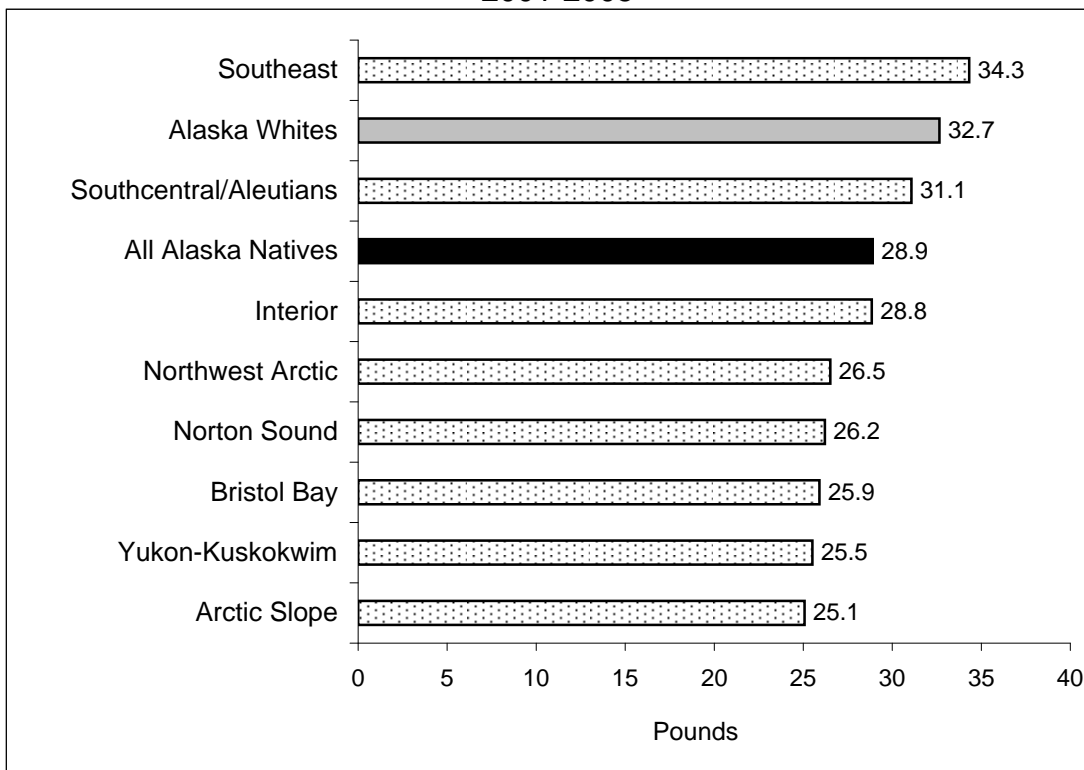 Southeast 34.3
Alaska Whites 32.7
Southcentral/Aleutians 31.1
All Alaska Natives 28.9
Interior 28.8
Northwest Arctic 26.5
Norton Sound 26.2
Bristol Bay 25.9
Yukon-Kuskokwim 25.5
Arctic Slope 25.1
0 5 10 15 20 25 30 35 40
Pounds